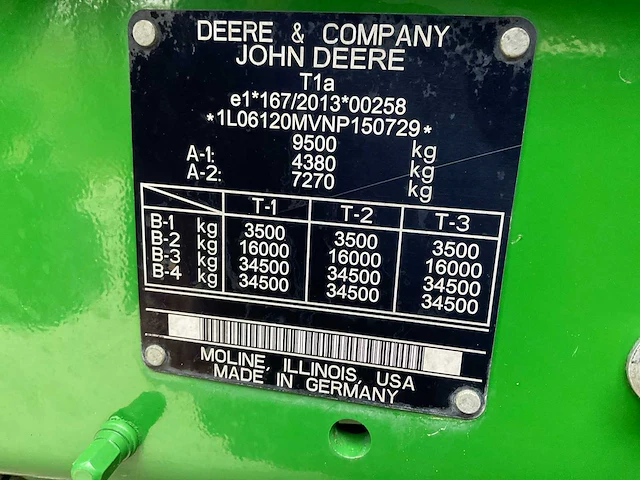 DEERE & COMPANY
JOHN DEERE
T1a
e1*167/2013*00258
*1L06120MVNP150729*
9500 kg
A-1: 4380 kg
A-2: 7270 kg
T-1 T-2 T-3
B-1 kg 3500 3500 3500
B-2 kg 16000 16000 16000
B-3 kg 34500 34500 34500
B-4 kg 34500 34500 34500
MOLINE, ILLINOIS, USA
MADE IN GERMANY